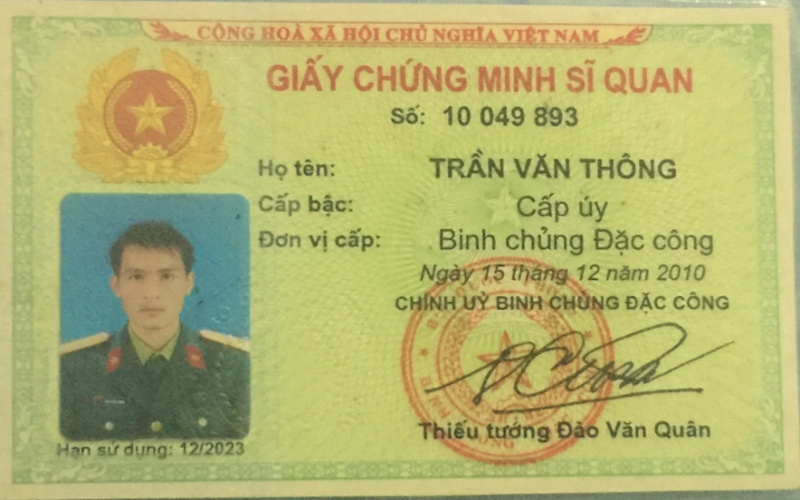 CỘNG HOÀ XÃ HỘI CHỦ NGHĨA VIỆT NAM
GIẤY CHỨNG MINH SĨ QUAN
Số: 10 049 893
Họ tên: TRẦN VĂN THÔNG
Cấp bậc: Cấp úy
Đơn vị cấp: Binh chủng Đặc công
Ngày 15 tháng 12 năm 2010
CHÍNH UỶ BINH CHỦNG ĐẶC CÔNG
Thiếu tướng Đào Văn Quân
Hạn sử dụng: 12/2023